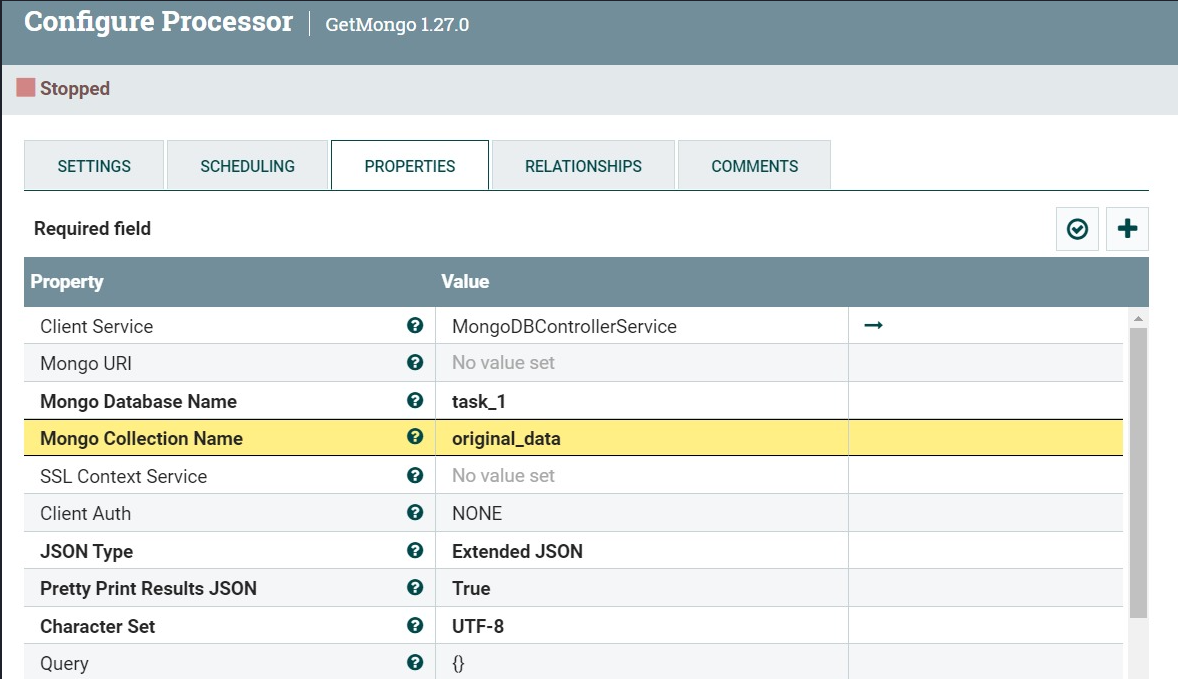 Configure Processor | GetMongo 1.27.0
Stopped
SETTINGS SCHEDULING PROPERTIES RELATIONSHIPS COMMENTS
Required field
Property Value
Client Service MongoDBControllerService
Mongo URI No value set
Mongo Database Name task_1
Mongo Collection Name original_data
SSL Context Service No value set
Client Auth NONE
JSON Type Extended JSON
Pretty Print Results JSON True
Character Set UTF-8
Query {}